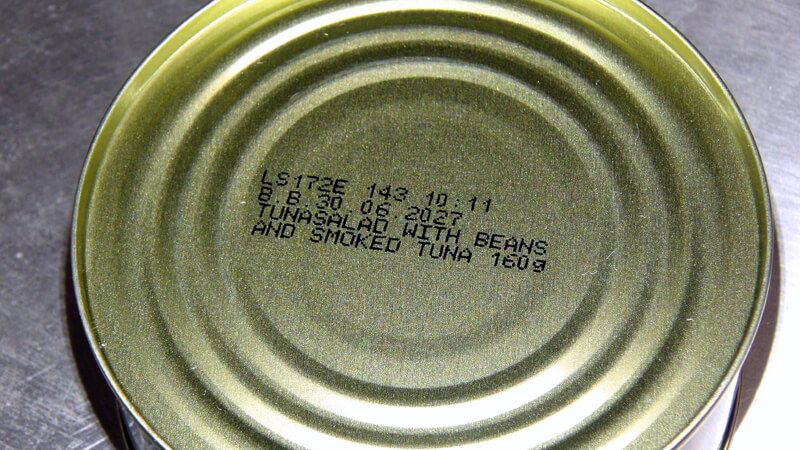 LS172E 143 10:11
B.B.30.06.2027
TUNASALAD WITH BEANS
AND SMOKED TUNA 160g